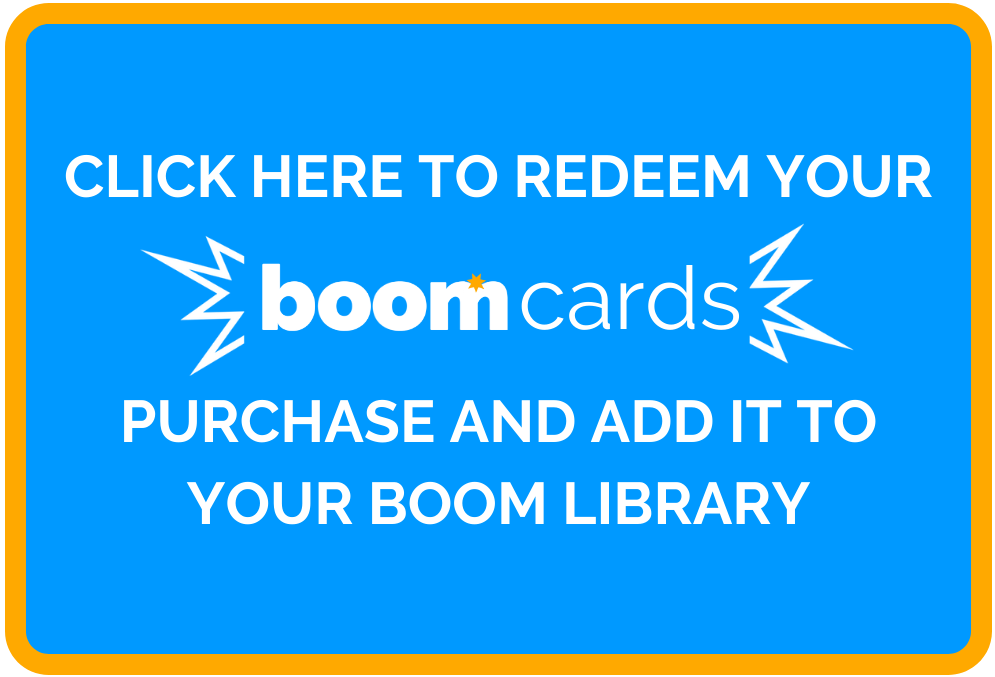 CLICK HERE TO REDEEM YOUR
boom cards
PURCHASE AND ADD IT TO
YOUR BOOM LIBRARY